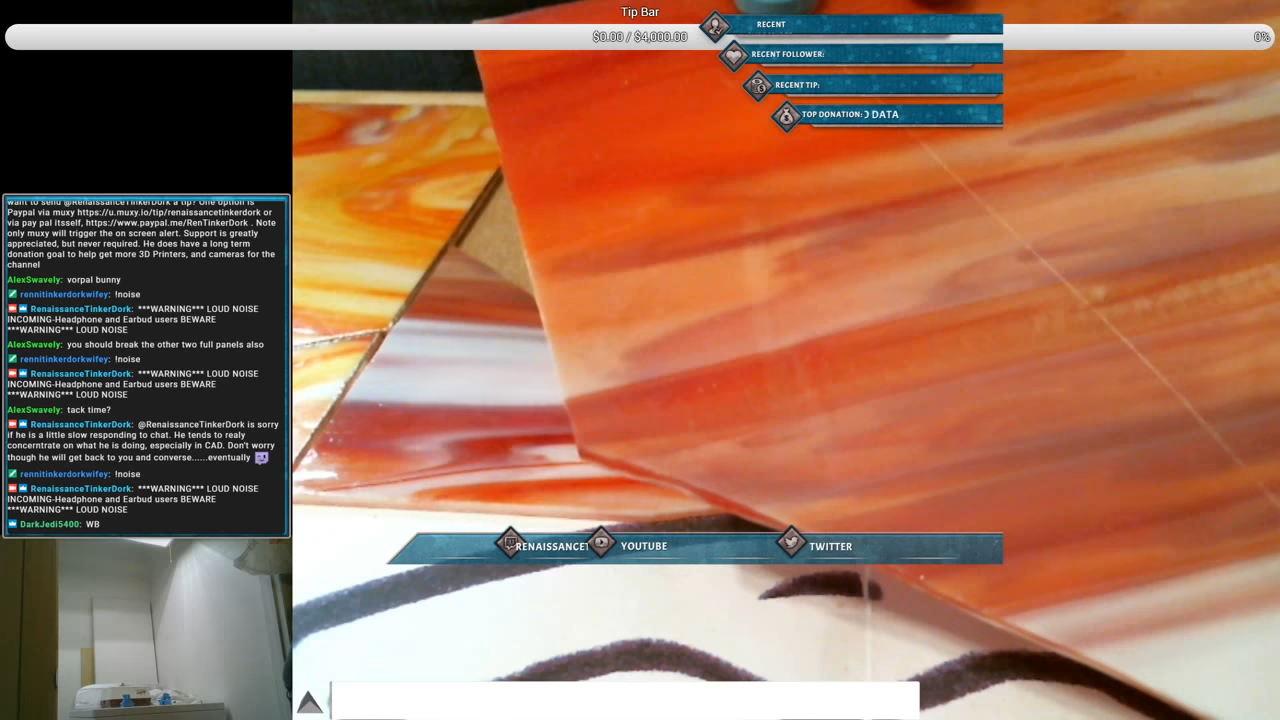 Tip Bar
$0.00 / $4,000.00
0%
RECENT
RECENT FOLLOWER:
RECENT TIP:
TOP DONATION: DATA
want to send @RenaissanceTinkerDork a tip? One option is
Paypal via muxy https://u.muxy.io/tip/renaissancetinkerdork or
via pay pal itsself, https://www.paypal.me/RenTinkerDork . Note
only muxy will trigger the on screen alert. Support is greatly
appreciated, but never required. He does have a long term
donation goal to help get more 3D Printers, and cameras for the
channel
AlexSwavely: vorpal bunny
rennitinkerdorkwifey: !noise
RenaissanceTinkerDork: ***WARNING*** LOUD NOISE
INCOMING-Headphone and Earbud users BEWARE
***WARNING*** LOUD NOISE
AlexSwavely: you should break the other two full panels also
rennitinkerdorkwifey: !noise
RenaissanceTinkerDork: ***WARNING*** LOUD NOISE
INCOMING-Headphone and Earbud users BEWARE
***WARNING*** LOUD NOISE
AlexSwavely: tack time?
RenaissanceTinkerDork: @RenaissanceTinkerDork is sorry
if he is a little slow responding to chat. He tends to realy
concerntrate on what he is doing, especially in CAD. Don't worry
though he will get back to you and converse......eventually
rennitinkerdorkwifey: !noise
RenaissanceTinkerDork: ***WARNING*** LOUD NOISE
INCOMING-Headphone and Earbud users BEWARE
***WARNING*** LOUD NOISE
DarkJedi5400: WB
RENAISSANCET YOUTUBE TWITTER